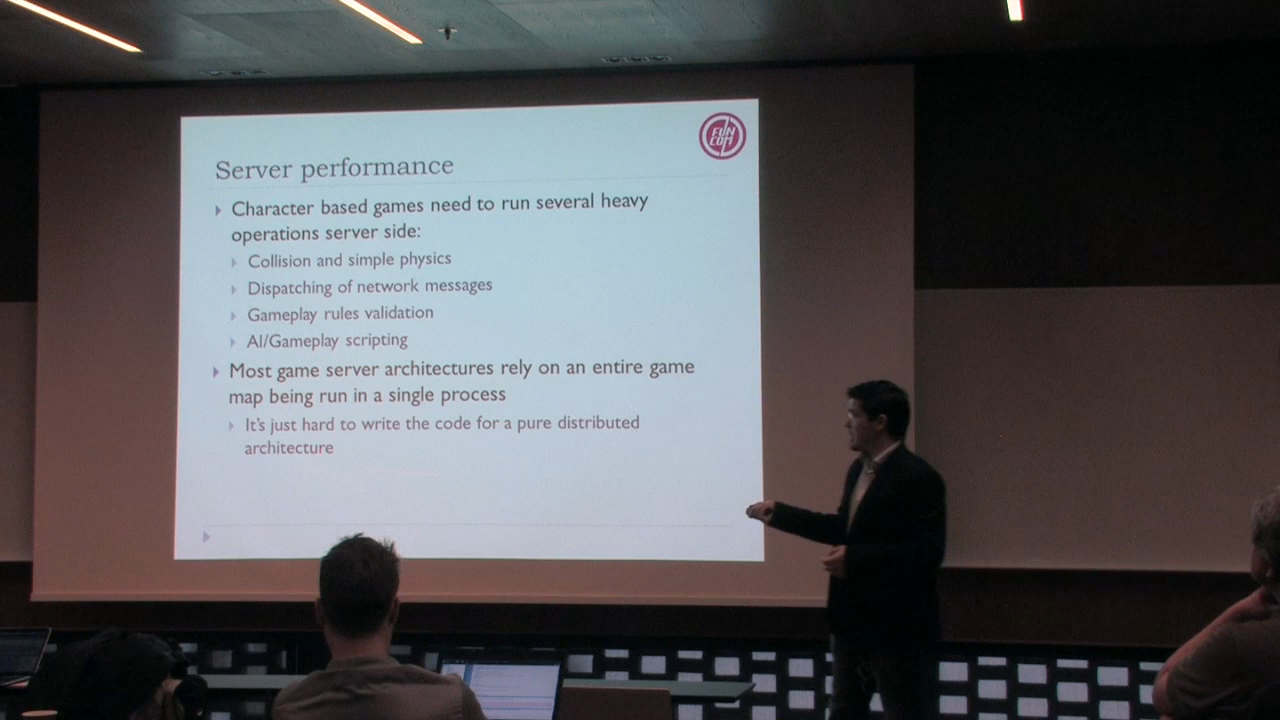 FUN
COM
Server performance
Character based games need to run several heavy
operations server side:
Collision and simple physics
Dispatching of network messages
Gameplay rules validation
AI/Gameplay scripting
Most game server architectures rely on an entire game
map being run in a single process
It's just hard to write the code for a pure distributed
architecture